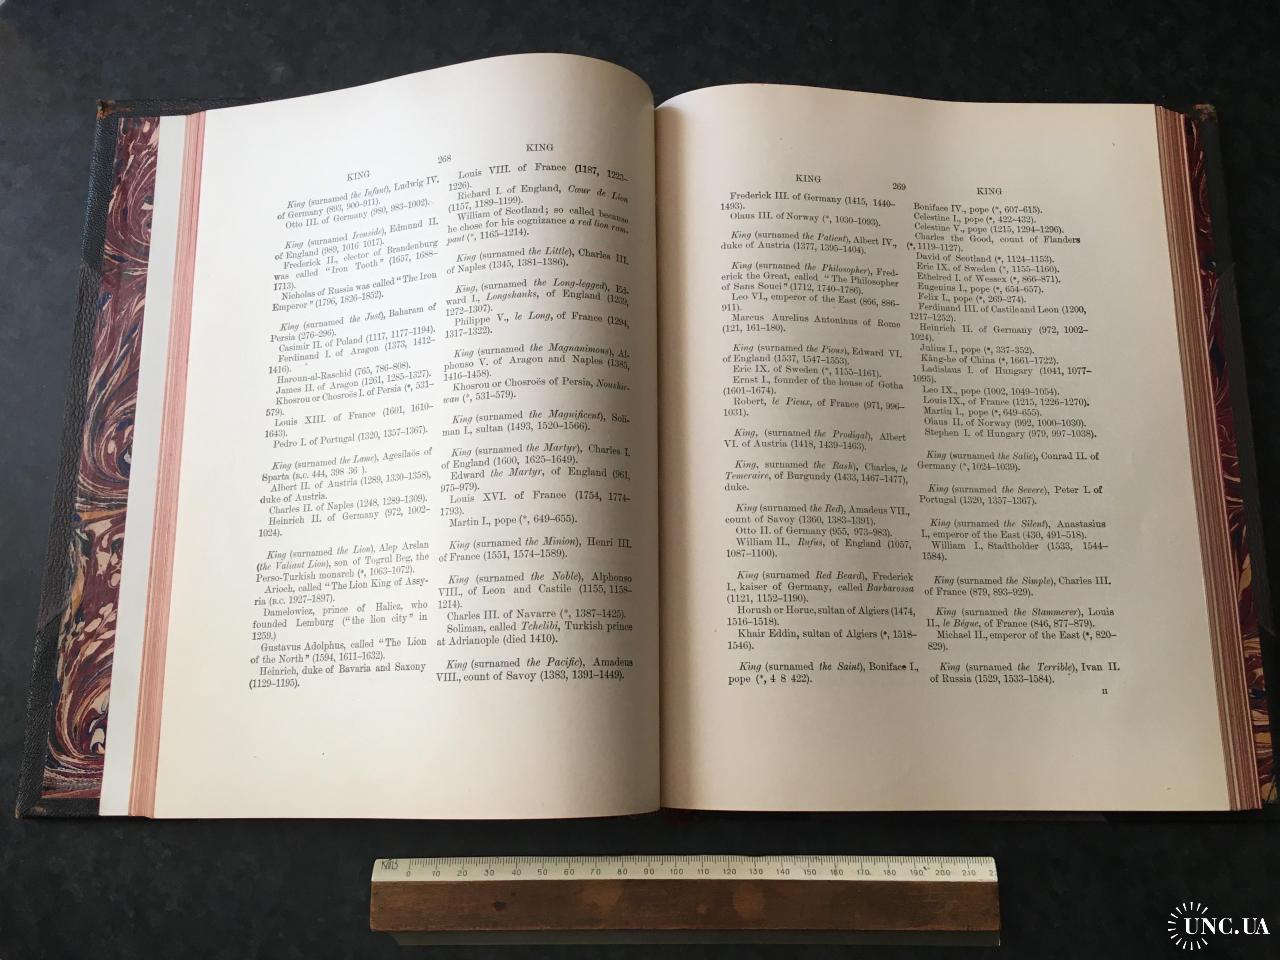 KING
268
KING
King (surnamed the Infant), Ludwig IV.
of Germany (893, 900–911).
Otto III. of Germany (980, 983–1002).
King (surnamed Ironside), Edmund II.
of England (989, 1016 1017).
Frederick II., elector of Brandenburg
was called “Iron Tooth” (1657, 1688–
1713).
Nicholas of Russia was called “The Iron
Emperor” (1796, 1826–1852).
King (surnamed the Just), Baharam of
Persia (276–296).
Casimir II. of Poland (1117, 1177–1194).
Ferdinand I. of Aragon (1373, 1412–
1416).
Haroun-al-Raschid (765, 786–808).
James II. of Aragon (1261, 1285–1327).
Khosrou or Chosroës I. of Persia (*, 531–
579).
Louis XIII. of France (1601, 1610–
1643).
Pedro I. of Portugal (1320, 1357–1367).
King (surnamed the Lame), Agesilaös of
Sparta (B.C. 444, 398 36 ).
Albert II. of Austria (1289, 1330–1358),
duke of Austria.
Charles II. of Naples (1248, 1289–1309).
Heinrich II. of Germany (972, 1002–
1024).
King (surnamed the Lion), Alep Arslan
(the Valiant Lion), son of Togrul Beg, the
Perso-Turkish monarch (*, 1063–1072).
Arioch, called “The Lion King of Assy-
ria (B.C. 1927–1897).
Damelowiez, prince of Haliez, who
founded Lemburg (“the lion city” in
1259.)
Gustavus Adolphus, called “The Lion
of the North” (1594, 1611–1632).
Heinrich, duke of Bavaria and Saxony
(1129–1195).
Louis VIII. of France (1187, 1223–
1226).
Richard I. of England, Cœur de Lion
(1157, 1189–1199).
William of Scotland; so called because
he chose for his cognizance a red lion ram-
pant (*, 1165–1214).
King (surnamed the Little), Charles III.
of Naples (1345, 1381–1386).
King, (surnamed the Long-legged), Ed-
ward I., Longshanks, of England (1239,
1272–1307).
Philippe V., le Long, of France (1294,
1317–1322).
King (surnamed the Magnanimous), Al-
phonso V. of Aragon and Naples (1385,
1416–1458).
Khosrou or Chosroës of Persia, Noushir-
wan (*, 531–579).
King (surnamed the Magnificent), Soli-
man I., sultan (1493, 1520–1566).
King (surnamed the Martyr), Charles I.
of England (1600, 1625–1649).
Edward the Martyr, of England (961,
975–979).
Louis XVI. of France (1754, 1774–
1793).
Martin I., pope (*, 649–655).
King (surnamed the Minion), Henri III.
of France (1551, 1574–1589).
King (surnamed the Noble), Alphonso
VIII., of Leon and Castile (1155, 1158–
1214).
Charles III. of Navarre (*, 1387–1425).
Soliman, called Tchelibi, Turkish prince
at Adrianople (died 1410).
King (surnamed the Pacific), Amadeus
VIII., count of Savoy (1383, 1391–1449).
KING
269
KING
Frederick III. of Germany (1415, 1440–
1493).
Olaus III. of Norway (*, 1030–1093).
King (surnamed the Patient), Albert IV.,
duke of Austria (1377, 1395–1404).
King (surnamed the Philosopher), Fred-
erick the Great, called “The Philosopher
of Sans Souci” (1712, 1740–1786).
Leo VI., emperor of the East (866, 886–
911).
Marcus Aurelius Antoninus of Rome
(121, 161–180).
King (surnamed the Pious), Edward VI.
of England (1537, 1547–1553).
Eric IX. of Sweden (*, 1155–1161).
Ernst I., founder of the house of Gotha
(1601–1674).
Robert, le Pieux, of France (971, 996–
1031).
King, (surnamed the Prodigal), Albert
VI. of Austria (1418, 1439–1463).
King, surnamed the Rash), Charles, le
Temeraire, of Burgundy (1433, 1467–1477),
duke.
King (surnamed the Red), Amadeus VII.,
count of Savoy (1360, 1383–1391).
Otto II. of Germany (955, 973–983).
William II., Rufus, of England (1057,
1087–1100).
King (surnamed Red Beard), Frederick
I., kaiser of Germany, called Barbarossa
(1121, 1152–1190).
Horush or Horuc, sultan of Algiers (1474,
1516–1518).
Khair Eddin, sultan of Algiers (*, 1518–
1546).
King (surnamed the Saint), Boniface I.,
pope (*, 4 8 422).
Boniface IV., pope (*, 607–615).
Celestine I., pope (*, 422–432).
Celestine V., pope (1215, 1294–1296).
Charles the Good, count of Flanders
(*, 1119–1127).
David of Scotland (*, 1124–1153).
Eric IX. of Sweden (*, 1155–1160).
Ethelred I. of Wessex (*, 866–871).
Eugenius I., pope (*, 654–657).
Felix I., pope (*, 269–274).
Ferdinand III. of Castile and Leon (1200,
1217–1252).
Heinrich II. of Germany (972, 1002–
1024).
Julius I., pope (*, 337–352).
Kâng-he of China (*, 1661–1722).
Ladislaus I. of Hungary (1041, 1077–
1095).
Leo IX., pope (1002, 1049–1054).
Louis IX., of France (1215, 1226–1270).
Martin I., pope (*, 649–655).
Olaus II. of Norway (992, 1000–1030).
Stephen I. of Hungary (979, 997–1038).
King (surnamed the Salic), Conrad II. of
Germany (*, 1024–1039).
King (surnamed the Severe), Peter I. of
Portugal (1320, 1357–1367).
King (surnamed the Silent), Anastasius
I., emperor of the East (430, 491–518).
William I., Stadtholder (1533, 1544–
1584).
King (surnamed the Simple), Charles III.
of France (879, 893–929).
King (surnamed the Stammerer), Louis
II., le Bégue, of France (846, 877–879).
Michael II., emperor of the East (*, 820–
829).
King (surnamed the Terrible), Ivan II.
of Russia (1529, 1533–1584).
II
0 10 20 30 40 50 60 70 80 90 100 110 120 130 140 150 160 170 180 190 200 210
UNC.UA